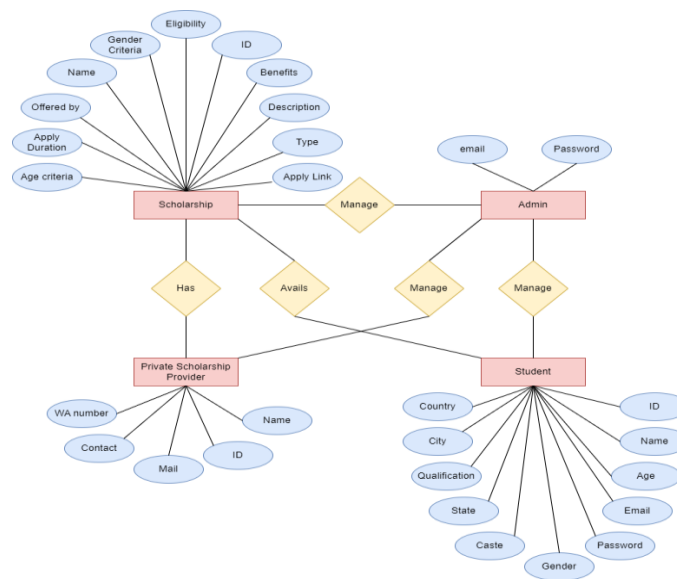 Eligibility
Gender
Criteria
ID
Name
Benefits
Offered by
Description
Apply
Duration
Type
Age criteria
Apply Link
email
Password
Scholarship
Manage
Admin
Has
Avails
Manage
Manage
Private Scholarship
Provider
Student
WA number
Name
Contact
ID
Mail
Country
ID
City
Name
Qualification
Age
State
Email
Caste
Password
Gender